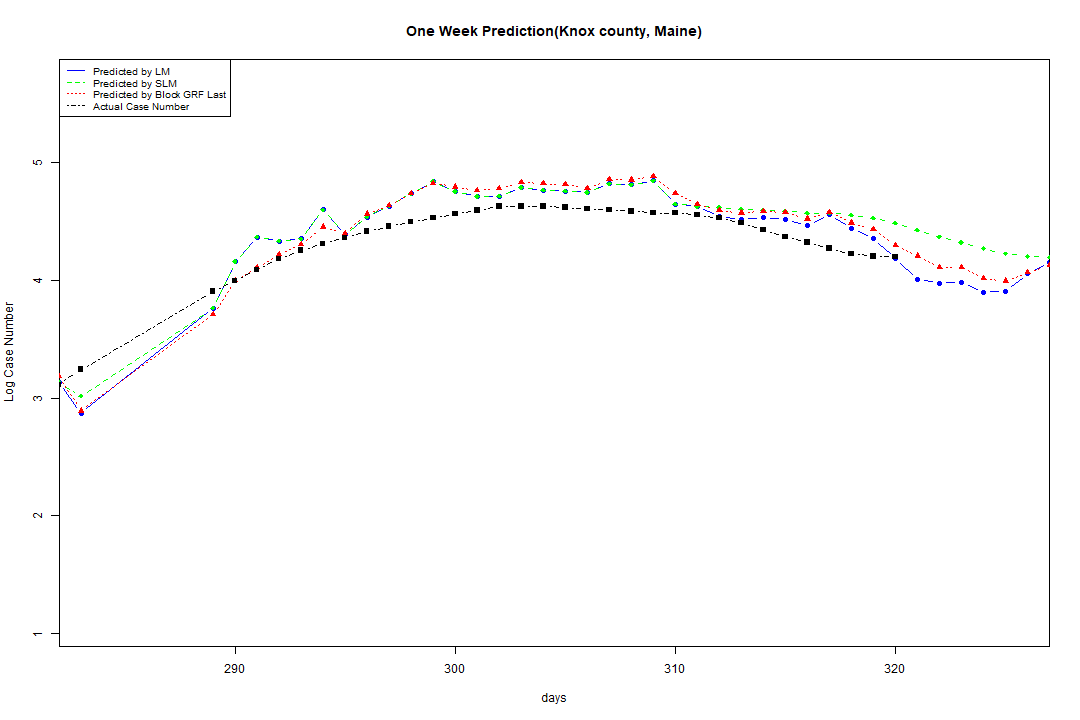 One Week Prediction(Knox county, Maine)
Predicted by LM
Predicted by SLM
Predicted by Block GRF Last
Actual Case Number
5
4
3
2
1
Log Case Number
290 300 310 320
days